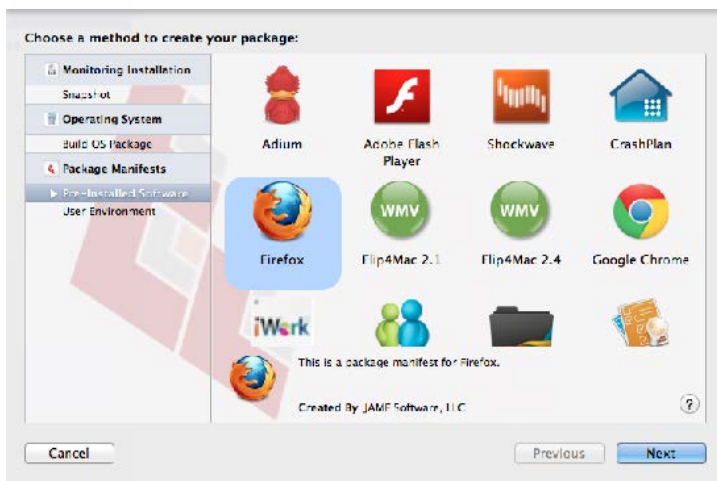 Choose a method to create your package:
Monitoring Installation
Snapshot
Operating System
Build OS Package
Package Manifests
Pre-Installed Software
User Environment
Adium
Adobe Flash
Player
Shockwave
CrashPlan
WMV
WMV
Firefox
Flip4Mac 2.1
Flip4Mac 2.4
Google Chrome
iWork
This is a package manifest for Firefox.
Created By JAMF Software, LLC
?
Cancel
Previous
Next